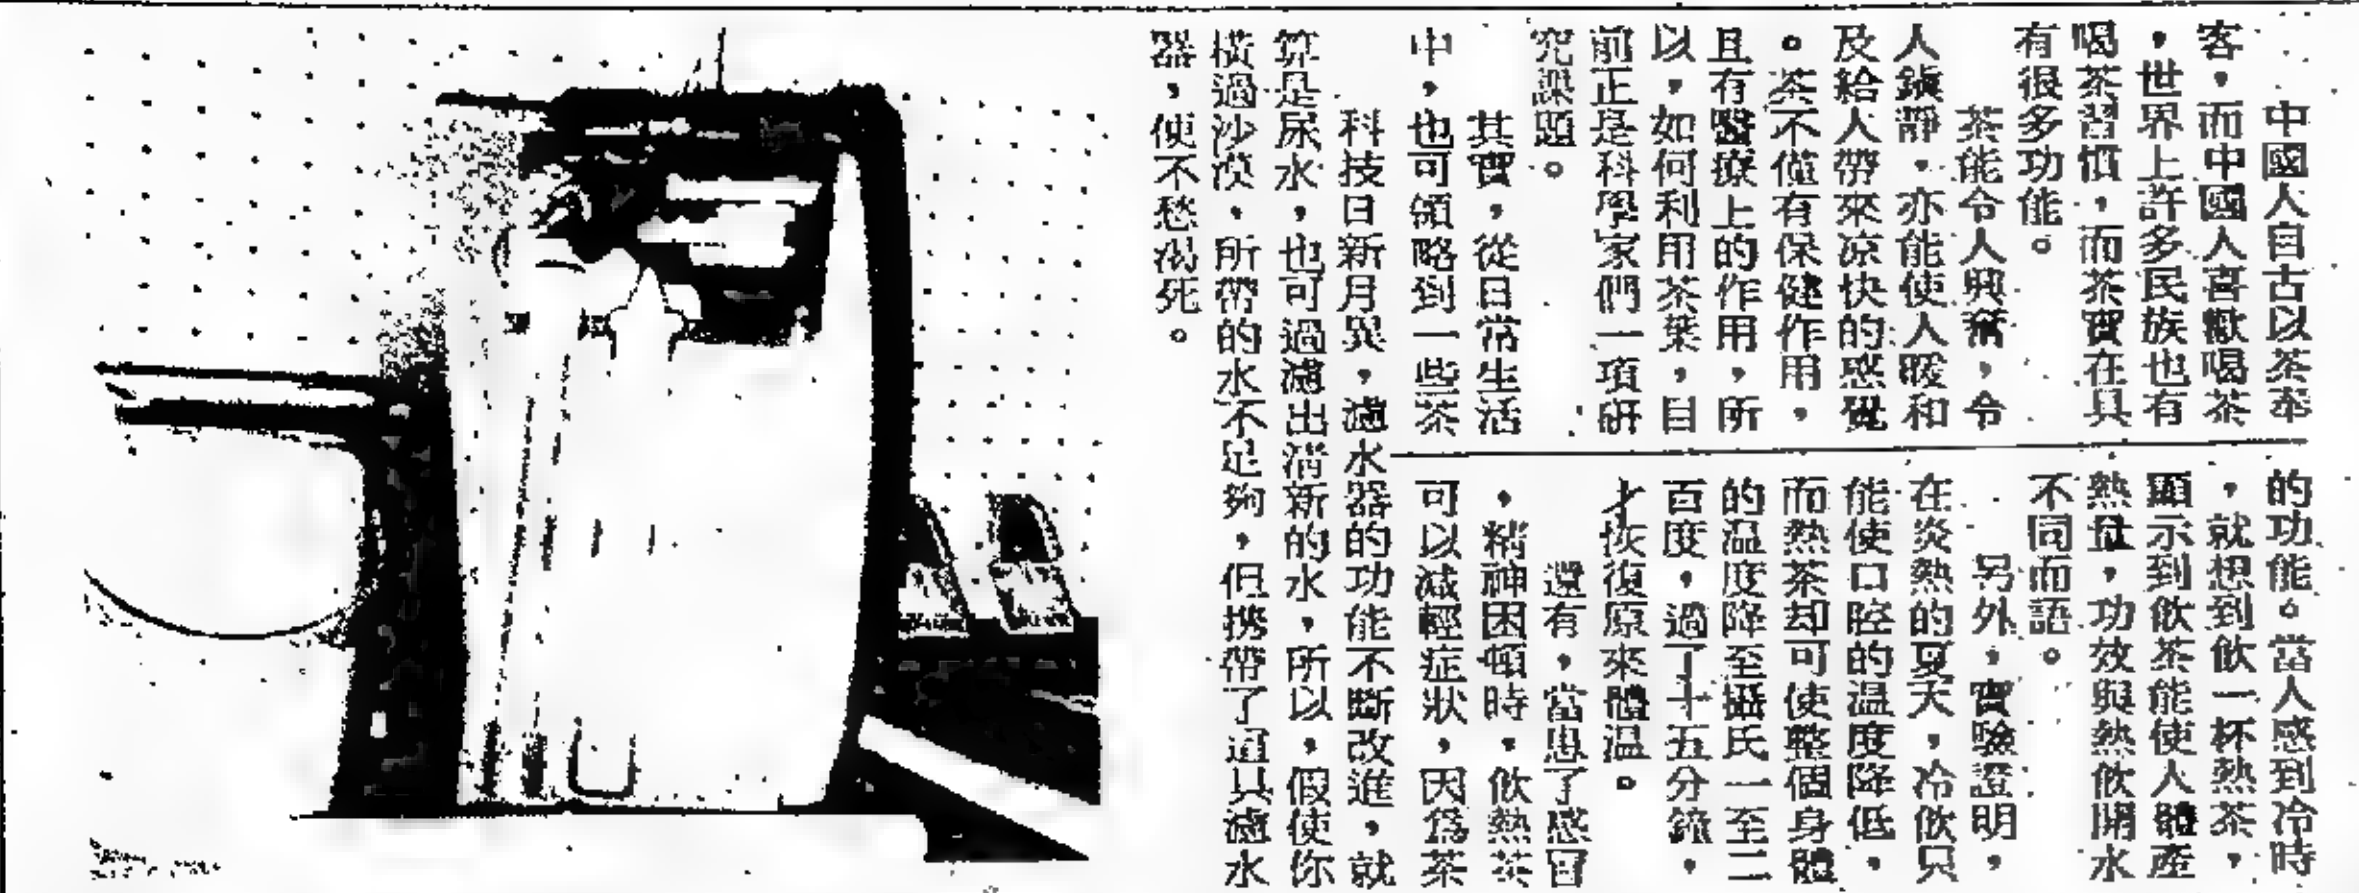 中國人自古以茶奉
客，而中國人喜歡喝茶
，世界上許多民族也有
喝茶習慣，而茶實在具
有很多功能。
茶能令人興奮，令
人鎮靜，亦能使人暖和
及給人帶來凉快的感覺
。茶不僅有保健作用，
且有醫療上的作用，所
以，如何利用茶葉，目
前正是科學家們一項研
究課題。
其實，從日常生活
中，也可領略到一些茶
的功能。當人感到冷時
，就想到飲一杯熱茶，
顯示到飲茶能使人體產
熱量，功效與熱飲開水
不同而語。
另外，實驗證明，
在炎熱的夏天，冷飲只
能使口腔的温度降低，
而熱茶却可使整個身體
的温度降至攝氏一至二
百度，過了十五分鐘，
才恢復原來體温。
還有，當患了感冒
，精神困頓時，飲熱茶
可以減輕症狀，因爲茶
科技日新月異，濾水器的功能不斷改進，就
算是尿水，也可過濾出清新的水，所以，假使你
橫過沙漠，所帶的水不足夠，但携帶了這具濾水
器，便不愁渴死。